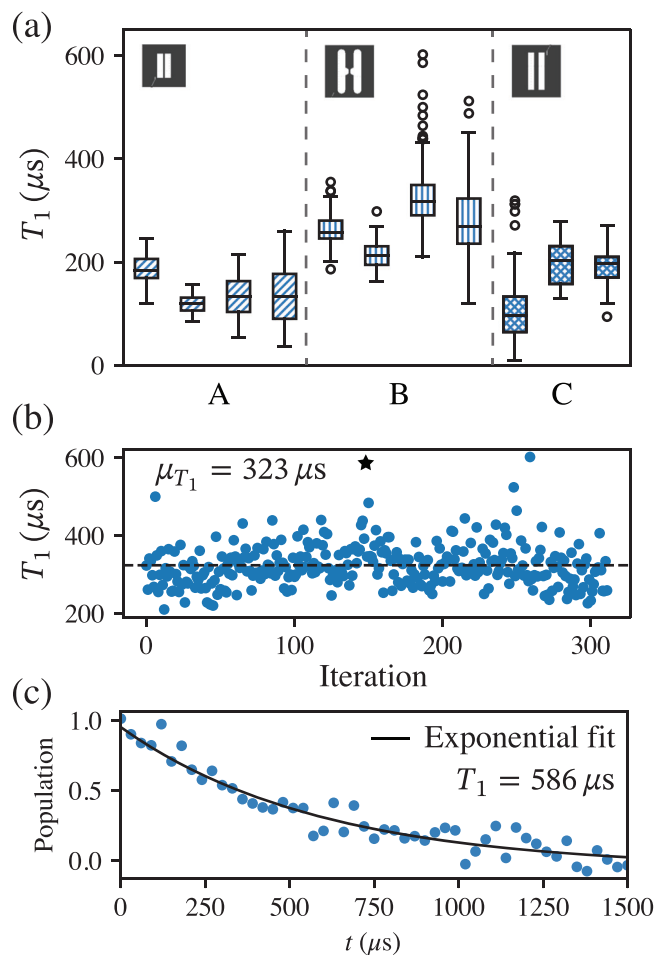 (a)
600
400
200
0
T₁ (μs)
A B C
(b)
μ_T₁ = 323 μs
600
400
200
T₁ (μs)
0 100 200 300
Iteration
(c)
1.0
0.5
0.0
Population
Exponential fit
T₁ = 586 μs
0 250 500 750 1000 1250 1500
t (μs)